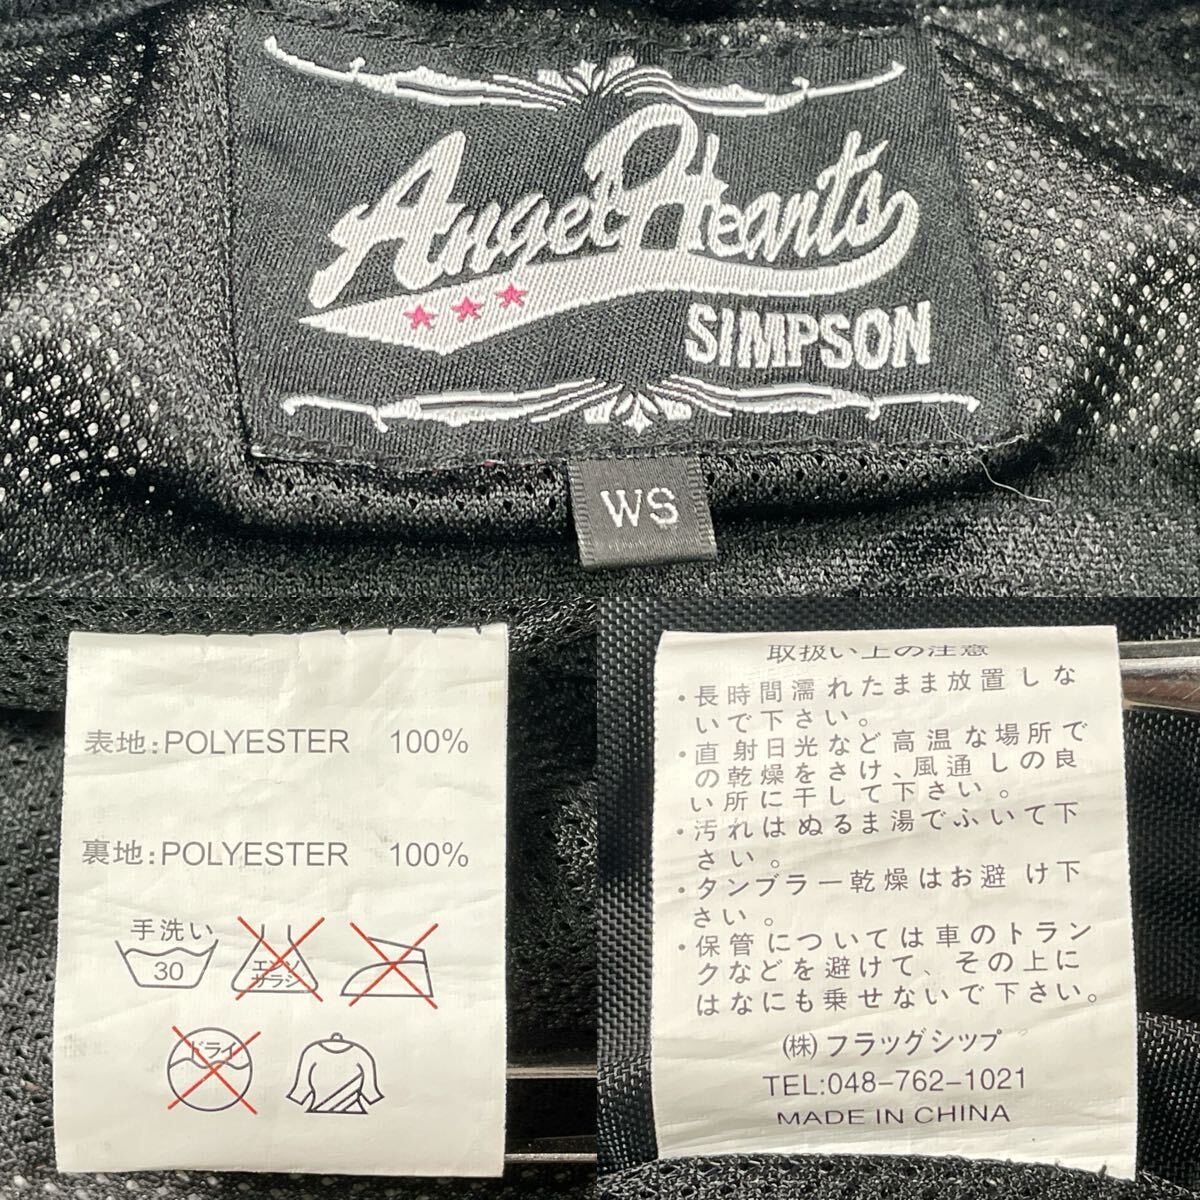 Angel Hearts
SIMPSON
WS
表地:POLYESTER 100%
裏地:POLYESTER 100%
手洗い
30
エンソ
サラシ
ドライ
取扱い上の注意
・長時間濡れたまま放置しな
いで下さい。
・直射日光など高温な場所で
の乾燥をさけ、風通しの良
い所に干して下さい。
・汚れはぬるま湯でふいて下
さい。
・タンブラー乾燥はお避け下
さい。
・保管については車のトラン
クなどを避けて、その上に
はなにも乗せないで下さい。
(株)フラッグシップ
TEL:048-762-1021
MADE IN CHINA